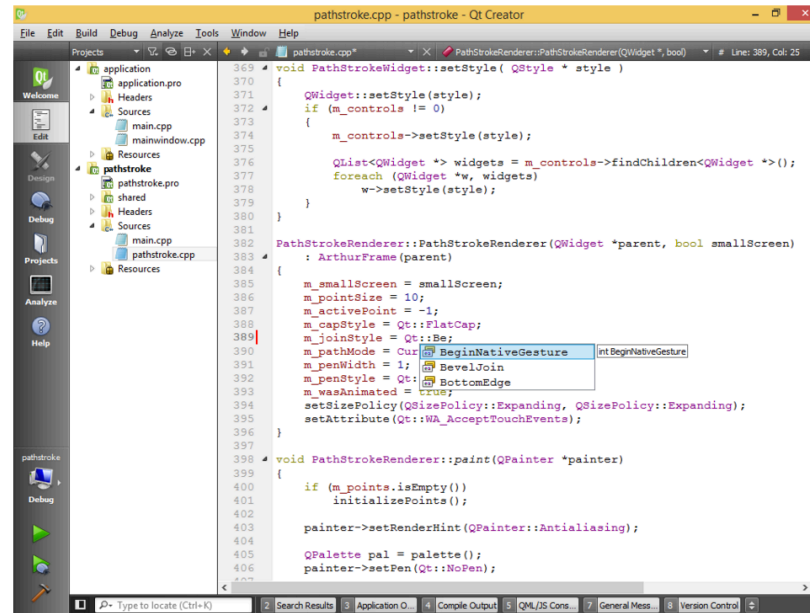 pathstroke.cpp - pathstroke - Qt Creator
File Edit Build Debug Analyze Tools Window Help
Projects
pathstroke.cpp*
PathStrokeRenderer::PathStrokeRenderer(QWidget *, bool)
# Line: 389, Col: 25
Welcome
Edit
Design
Debug
Projects
Analyze
Help
pathstroke
Debug
application
application.pro
Headers
Sources
main.cpp
mainwindow.cpp
Resources
pathstroke
pathstroke.pro
shared
Headers
Sources
main.cpp
pathstroke.cpp
Resources
369 void PathStrokeWidget::setStyle( QStyle * style )
370 {
371 QWidget::setStyle(style);
372 if (m_controls != 0)
373 {
374 m_controls->setStyle(style);
375
376 QList<QWidget *> widgets = m_controls->findChildren<QWidget *>();
377 foreach (QWidget *w, widgets)
378 w->setStyle(style);
379 }
380 }
381
382 PathStrokeRenderer::PathStrokeRenderer(QWidget *parent, bool smallScreen)
383 : ArthurFrame(parent)
384 {
385 m_smallScreen = smallScreen;
386 m_pointSize = 10;
387 m_activePoint = -1;
388 m_capStyle = Qt::FlatCap;
389 m_joinStyle = Qt::Be;
390 m_pathMode = Cur
391 m_penWidth = 1;
392 m_penStyle = Qt:
393 m_wasAnimated = true;
394 setSizePolicy(QSizePolicy::Expanding, QSizePolicy::Expanding);
395 setAttribute(Qt::WA_AcceptTouchEvents);
396 }
397
398 void PathStrokeRenderer::paint(QPainter *painter)
399 {
400 if (m_points.isEmpty())
401 initializePoints();
402
403 painter->setRenderHint(QPainter::Antialiasing);
404
405 QPalette pal = palette();
406 painter->setPen(Qt::NoPen);
BeginNativeGesture
BevelJoin
BottomEdge
int BeginNativeGesture
Type to locate (Ctrl+K)
2 Search Results 3 Application O... 4 Compile Output 5 QML/JS Cons... 7 General Mess... 8 Version Control